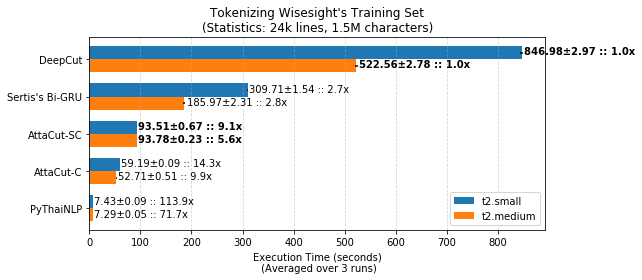 Tokenizing Wisesight's Training Set
(Statistics: 24k lines, 1.5M characters)
DeepCut
846.98±2.97 :: 1.0x
522.56±2.78 :: 1.0x
Sertis's Bi-GRU
309.71±1.54 :: 2.7x
185.97±2.31 :: 2.8x
AttaCut-SC
93.51±0.67 :: 9.1x
93.78±0.23 :: 5.6x
AttaCut-C
59.19±0.09 :: 14.3x
52.71±0.51 :: 9.9x
PyThaiNLP
7.43±0.09 :: 113.9x
7.29±0.05 :: 71.7x
t2.small
t2.medium
0 100 200 300 400 500 600 700 800
Execution Time (seconds)
(Averaged over 3 runs)